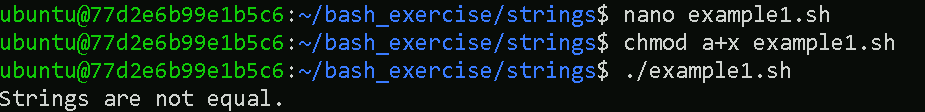 ubuntu@77d2e6b99e1b5c6:~/bash_exercise/strings$ nano example1.sh
ubuntu@77d2e6b99e1b5c6:~/bash_exercise/strings$ chmod a+x example1.sh
ubuntu@77d2e6b99e1b5c6:~/bash_exercise/strings$ ./example1.sh
Strings are not equal.